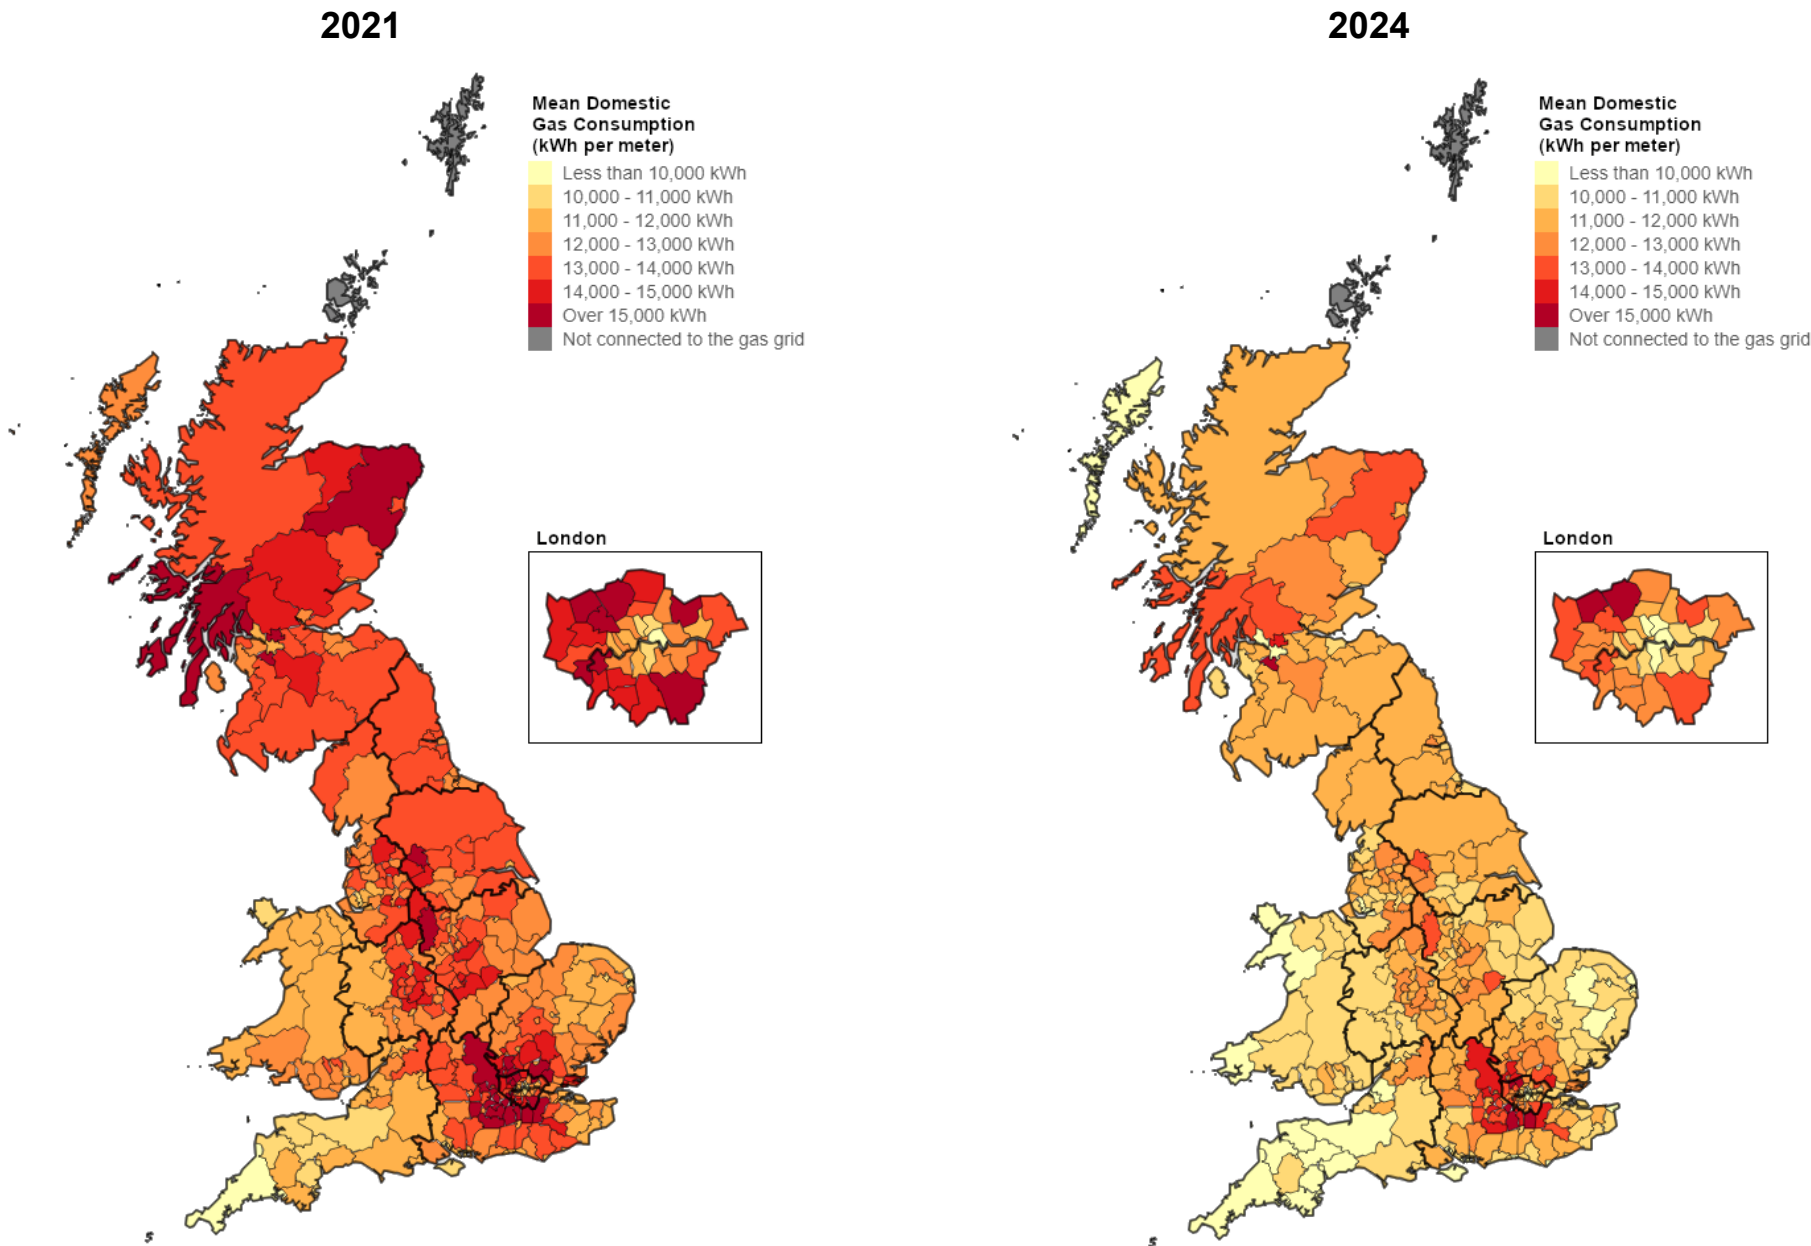 2021
2024
Mean Domestic
Gas Consumption
(kWh per meter)
Less than 10,000 kWh
10,000 - 11,000 kWh
11,000 - 12,000 kWh
12,000 - 13,000 kWh
13,000 - 14,000 kWh
14,000 - 15,000 kWh
Over 15,000 kWh
Not connected to the gas grid
London
Mean Domestic
Gas Consumption
(kWh per meter)
Less than 10,000 kWh
10,000 - 11,000 kWh
11,000 - 12,000 kWh
12,000 - 13,000 kWh
13,000 - 14,000 kWh
14,000 - 15,000 kWh
Over 15,000 kWh
Not connected to the gas grid
London